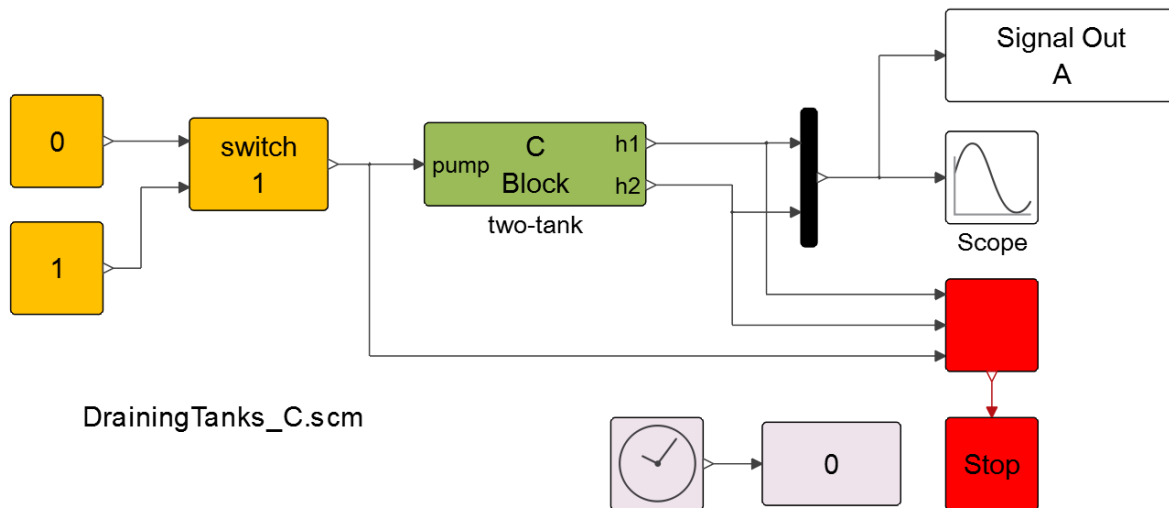 Signal Out
A
0
switch
1
pump
C
Block
h1
h2
two-tank
1
Scope
DrainingTanks_C.scm
0
Stop